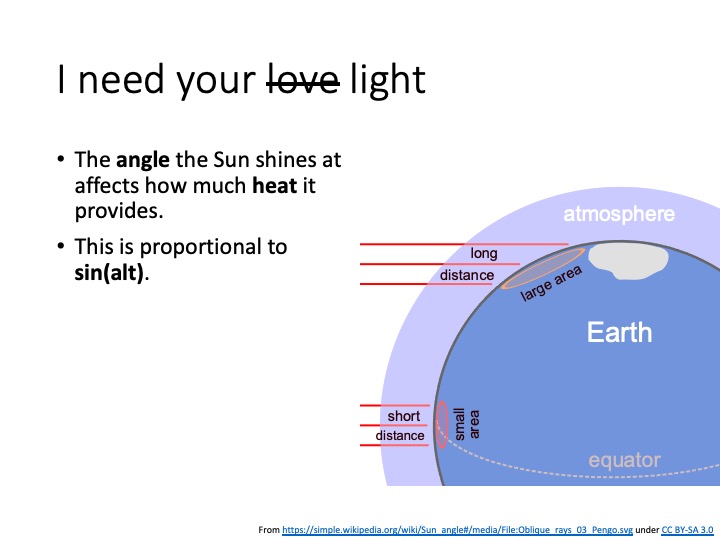 I need your love light
• The angle the Sun shines at
affects how much heat it
provides.
• This is proportional to
sin(alt).
atmosphere
long
distance
large area
Earth
short
distance
small
area
equator
From https://simple.wikipedia.org/wiki/Sun_angle#/media/File:Oblique_rays_03_Pengo.svg under CC BY-SA 3.0